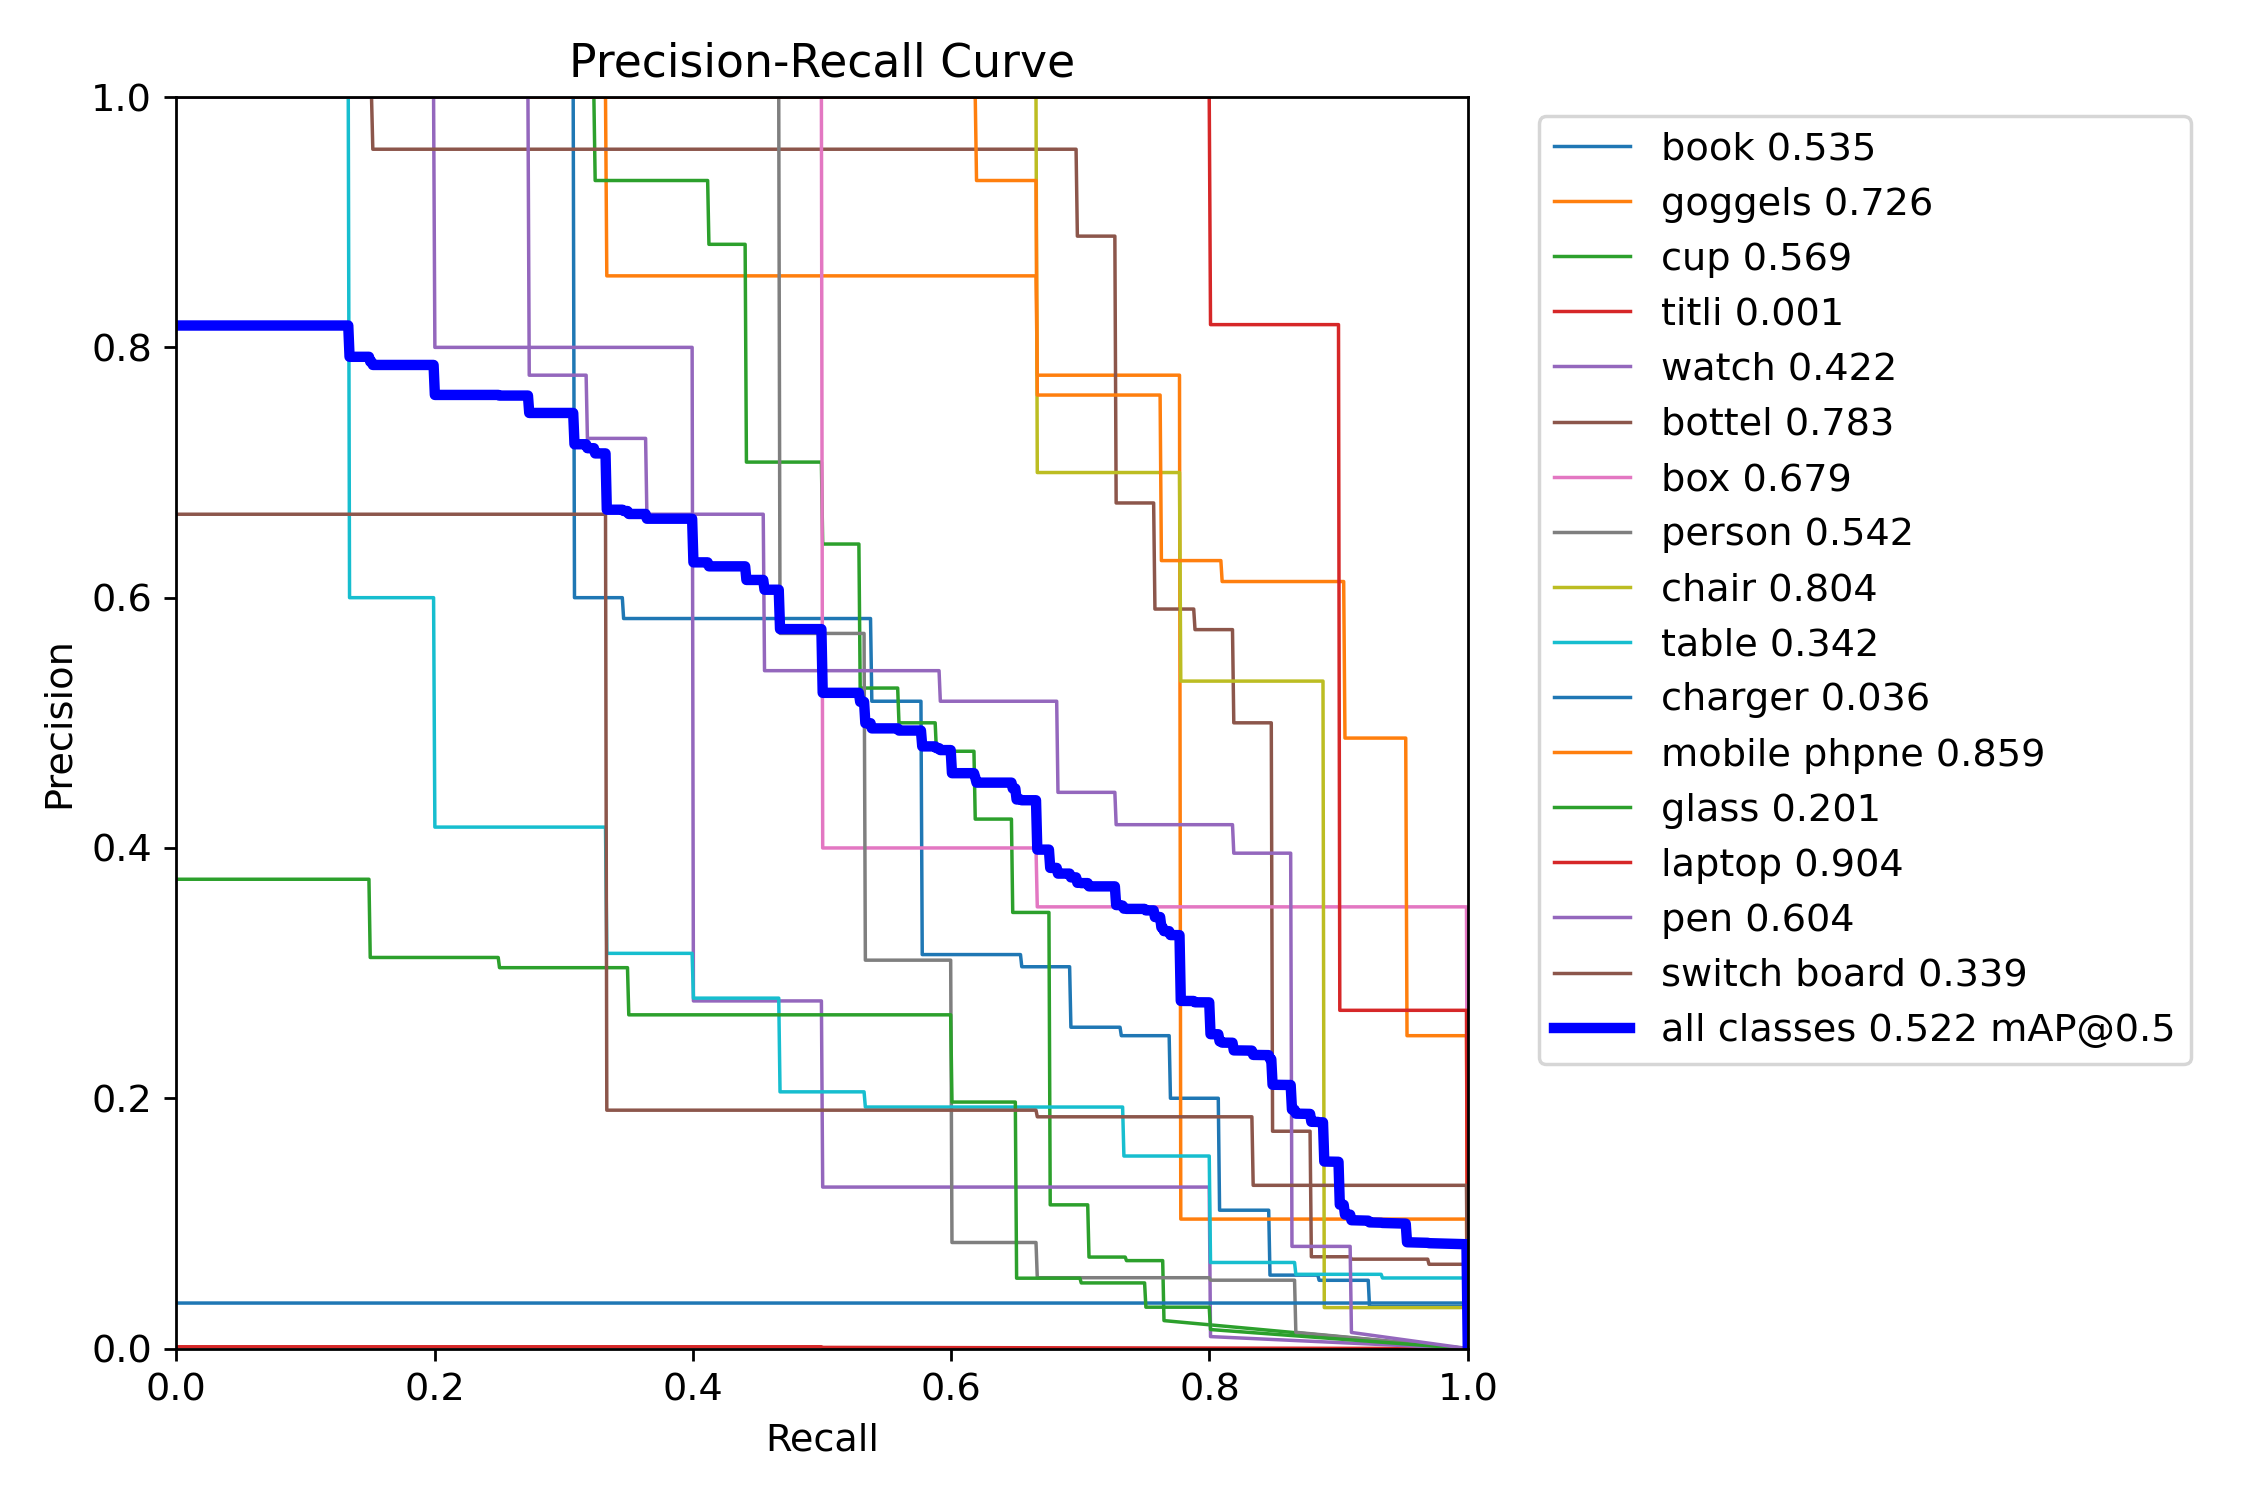 Precision-Recall Curve
1.0
0.8
0.6
0.4
0.2
0.0
Precision
0.0 0.2 0.4 0.6 0.8 1.0
Recall
book 0.535
goggels 0.726
cup 0.569
titli 0.001
watch 0.422
bottel 0.783
box 0.679
person 0.542
chair 0.804
table 0.342
charger 0.036
mobile phpne 0.859
glass 0.201
laptop 0.904
pen 0.604
switch board 0.339
all classes 0.522 mAP@0.5